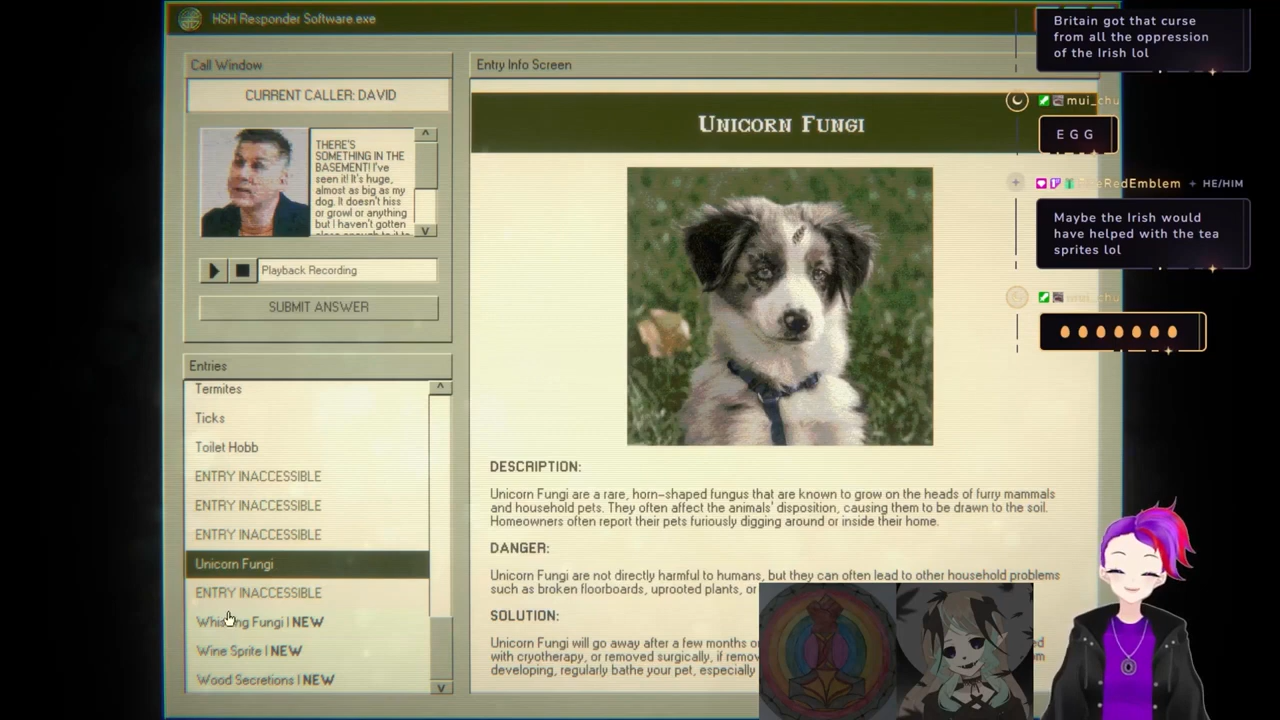 HSH Responder Software.exe
Call Window
CURRENT CALLER: DAVID
THERE'S
SOMETHING IN THE
BASEMENT! I've
seen it! It's huge,
almost as big as my
dog. It doesn't hiss
or growl or anything
but I haven't gotten
Playback Recording
SUBMIT ANSWER
Entries
Termites
Ticks
Toilet Hobb
ENTRY INACCESSIBLE
ENTRY INACCESSIBLE
ENTRY INACCESSIBLE
Unicorn Fungi
ENTRY INACCESSIBLE
Fungi | NEW
Wine Sprite | NEW
Wood Secretions | NEW
Entry Info Screen
UNICORN FUNGI
DESCRIPTION:
Unicorn Fungi are a rare, horn-shaped fungus that are known to grow on the heads of furry mammals
and household pets. They often affect the animals' disposition, causing them to be drawn to the soil.
Homeowners often report their pets furiously digging around or inside their home.
DANGER:
Unicorn Fungi are not directly harmful to humans, but they can often lead to other household problems
such as broken floorboards, uprooted plants, or
SOLUTION:
Unicorn Fungi will go away after a few months
with cryotherapy, or removed surgically, if
developing, regularly bathe your pet, especially
Britain got that curse
from all the oppression
of the Irish lol
mui_chu
EGG
RedEmblem + HE/HIM
Maybe the Irish would
have helped with the tea
sprites lol
mui_chu